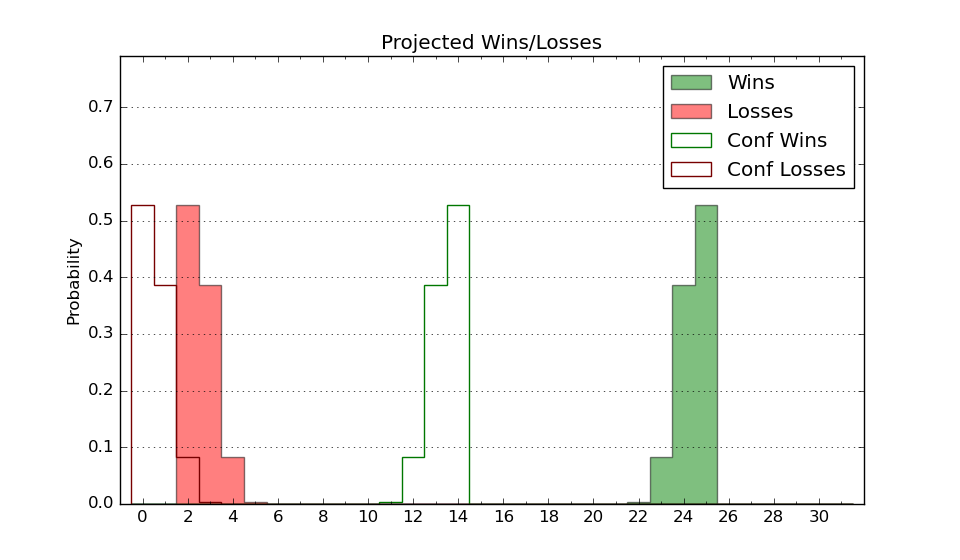 Projected Wins/Losses
Wins
Losses
Conf Wins
Conf Losses
Probability
0.7
0.6
0.5
0.4
0.3
0.2
0.1
0.0
0 2 4 6 8 10 12 14 16 18 20 22 24 26 28 30